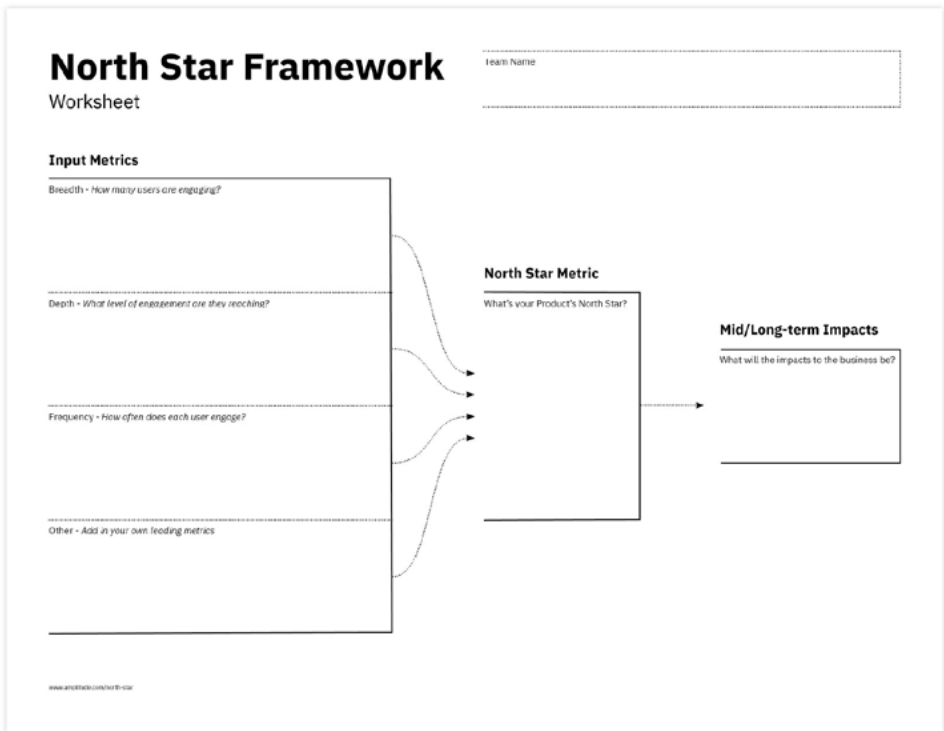 North Star Framework
Worksheet
Team Name
Input Metrics
Breadth - How many users are engaging?
Depth - What level of engagement are they reaching?
Frequency - How often does each user engage?
Other - Add in your own leading metrics
North Star Metric
What's your Product's North Star?
Mid/Long-term Impacts
What will the impacts to the business be?
www.amplitude.com/north-star